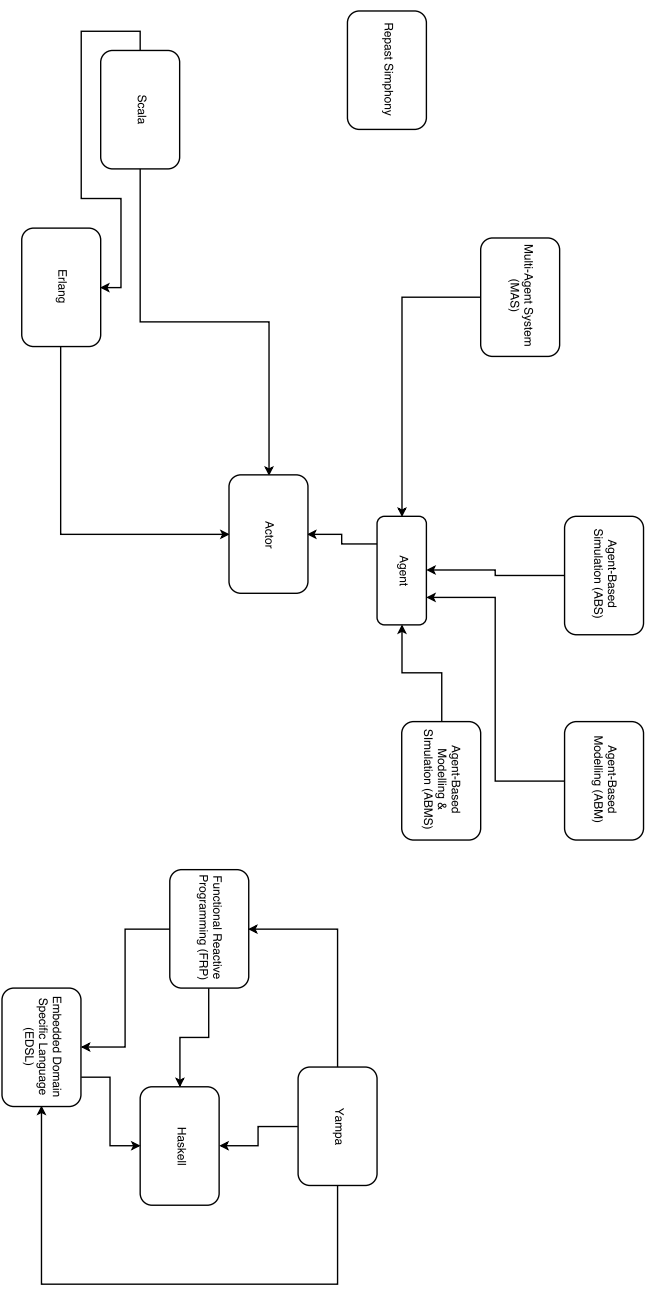 Agent-Based
Simulation (ABS)
Agent-Based
Modelling (ABM)
Multi-Agent System
(MAS)
Agent-Based
Modelling &
SImulation (ABMS)
Repast Simphony
Agent
Yampa
Actor
Functional Reactive
Programming (FRP)
Haskell
Scala
Erlang
Embedded Domain
Specific Language
(EDSL)